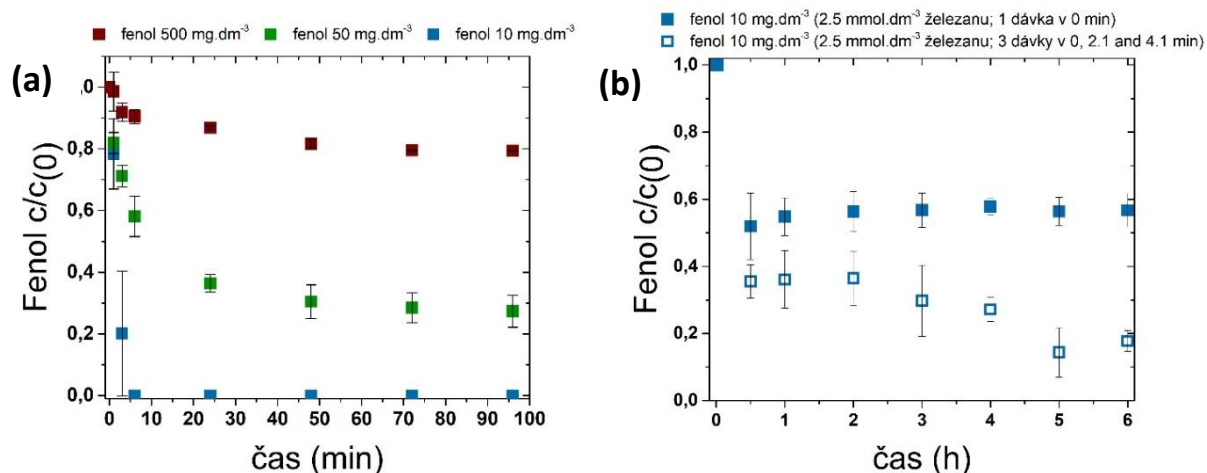 fenol 500 mg.dm⁻³ fenol 50 mg.dm⁻³ fenol 10 mg.dm⁻³
(a)
Fenol c/c(0)
,0
0,8
0,6
0,4
0,2
0,0
0 10 20 30 40 50 60 70 80 90 100
čas (min)
fenol 10 mg.dm⁻³ (2.5 mmol.dm⁻³ železanu; 1 dávka v 0 min)
fenol 10 mg.dm⁻³ (2.5 mmol.dm⁻³ železanu; 3 dávky v 0, 2.1 and 4.1 min)
(b)
Fenol c/c(0)
1,0
0,8
0,6
0,4
0,2
0,0
0 1 2 3 4 5 6
čas (h)